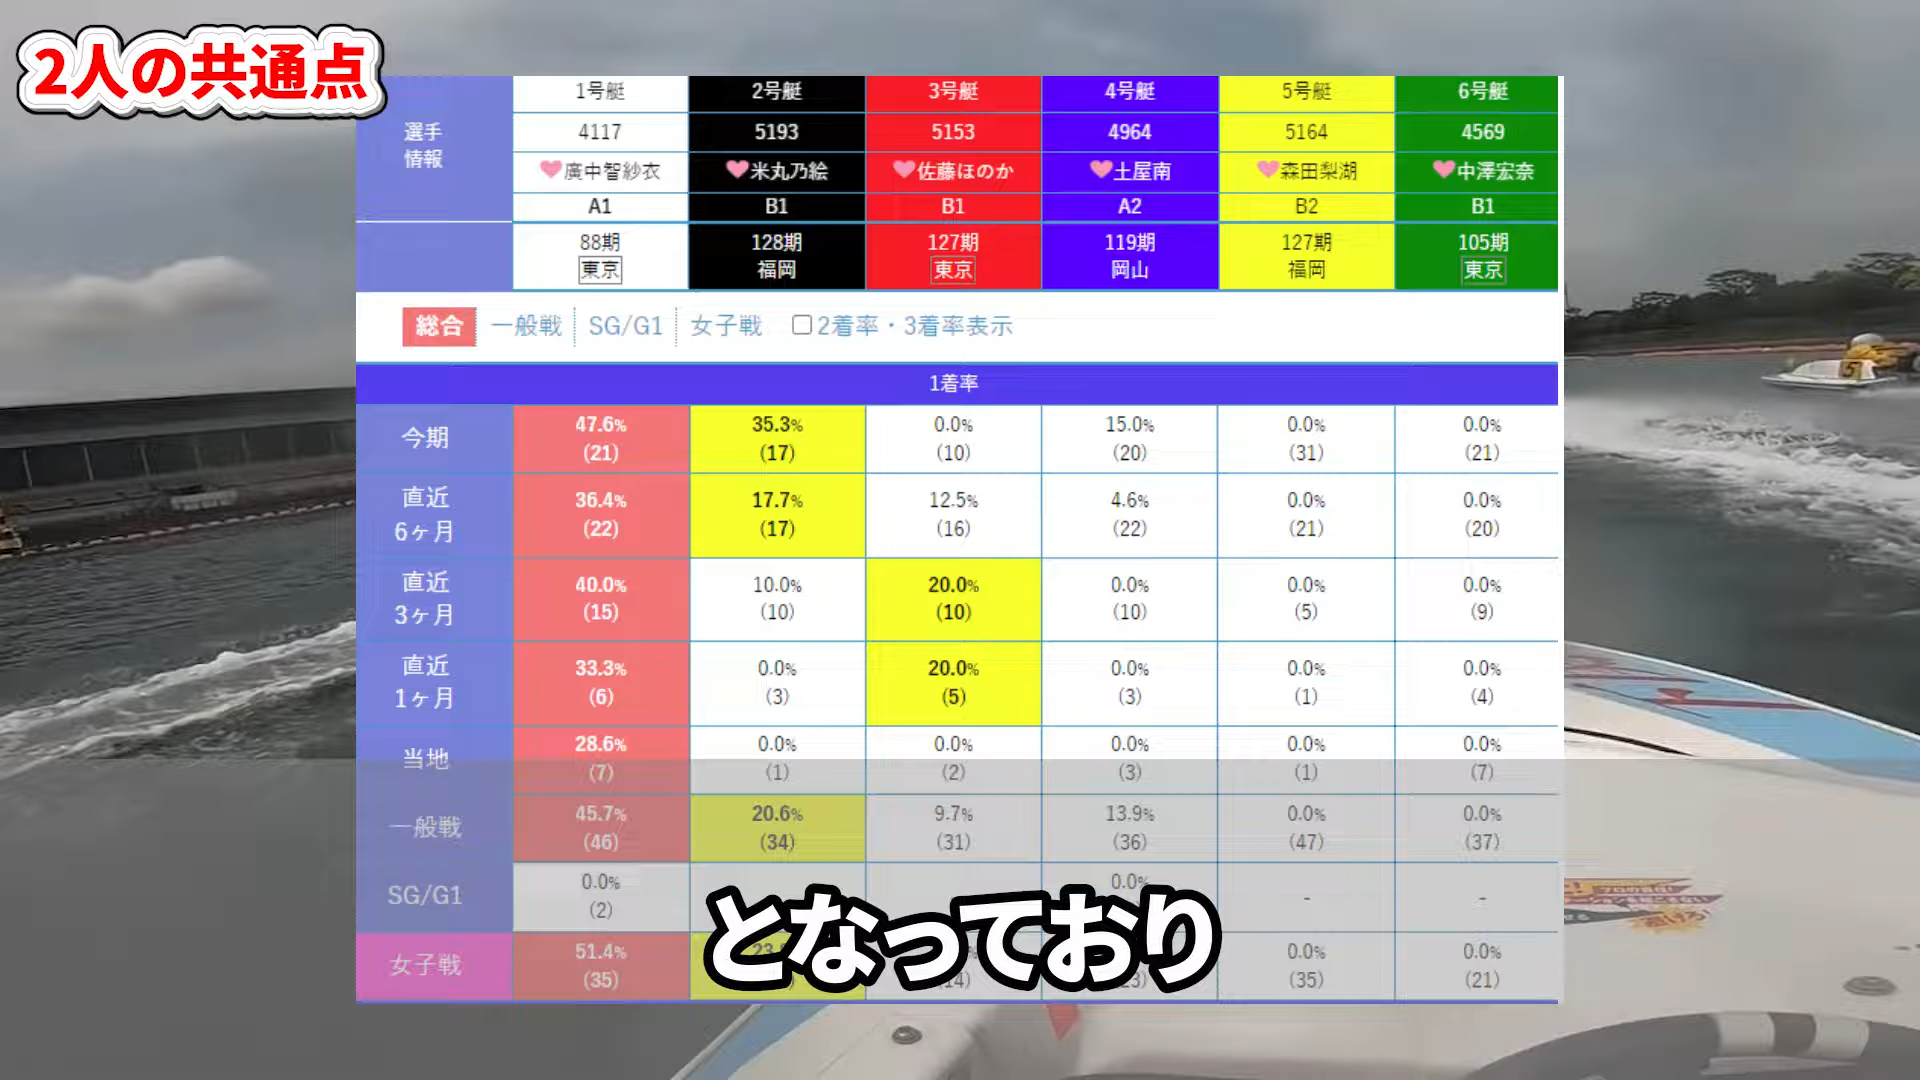 2人の共通点
選手
情報
1号艇 2号艇 3号艇 4号艇 5号艇 6号艇
4117 5193 5153 4964 5164 4569
廣中智紗衣 米丸乃絵 佐藤ほのか 土屋南 森田梨湖 中澤宏奈
A1 B1 B1 A2 B2 B1
88期 128期 127期 119期 127期 105期
東京 福岡 東京 岡山 福岡 東京
総合 一般戦 SG/G1 女子戦 2着率・3着率表示
1着率
今期
47.6% 35.3% 0.0% 15.0% 0.0% 0.0%
(21) (17) (10) (20) (31) (21)
直近
6ヶ月
36.4% 17.7% 12.5% 4.6% 0.0% 0.0%
(22) (17) (16) (22) (21) (20)
直近
3ヶ月
40.0% 10.0% 20.0% 0.0% 0.0% 0.0%
(15) (10) (10) (10) (5) (9)
直近
1ヶ月
33.3% 0.0% 20.0% 0.0% 0.0% 0.0%
(6) (3) (5) (3) (1) (4)
当地
28.6% 0.0% 0.0% 0.0% 0.0% 0.0%
(7) (1) (2) (3) (1) (7)
一般戦
45.7% 20.6% 9.7% 13.9% 0.0% 0.0%
(46) (34) (31) (36) (47) (37)
SG/G1
0.0% 0.0% - -
(2)
女子戦
51.4% 0.0% 0.0%
(35) (35) (21)
となっており
5